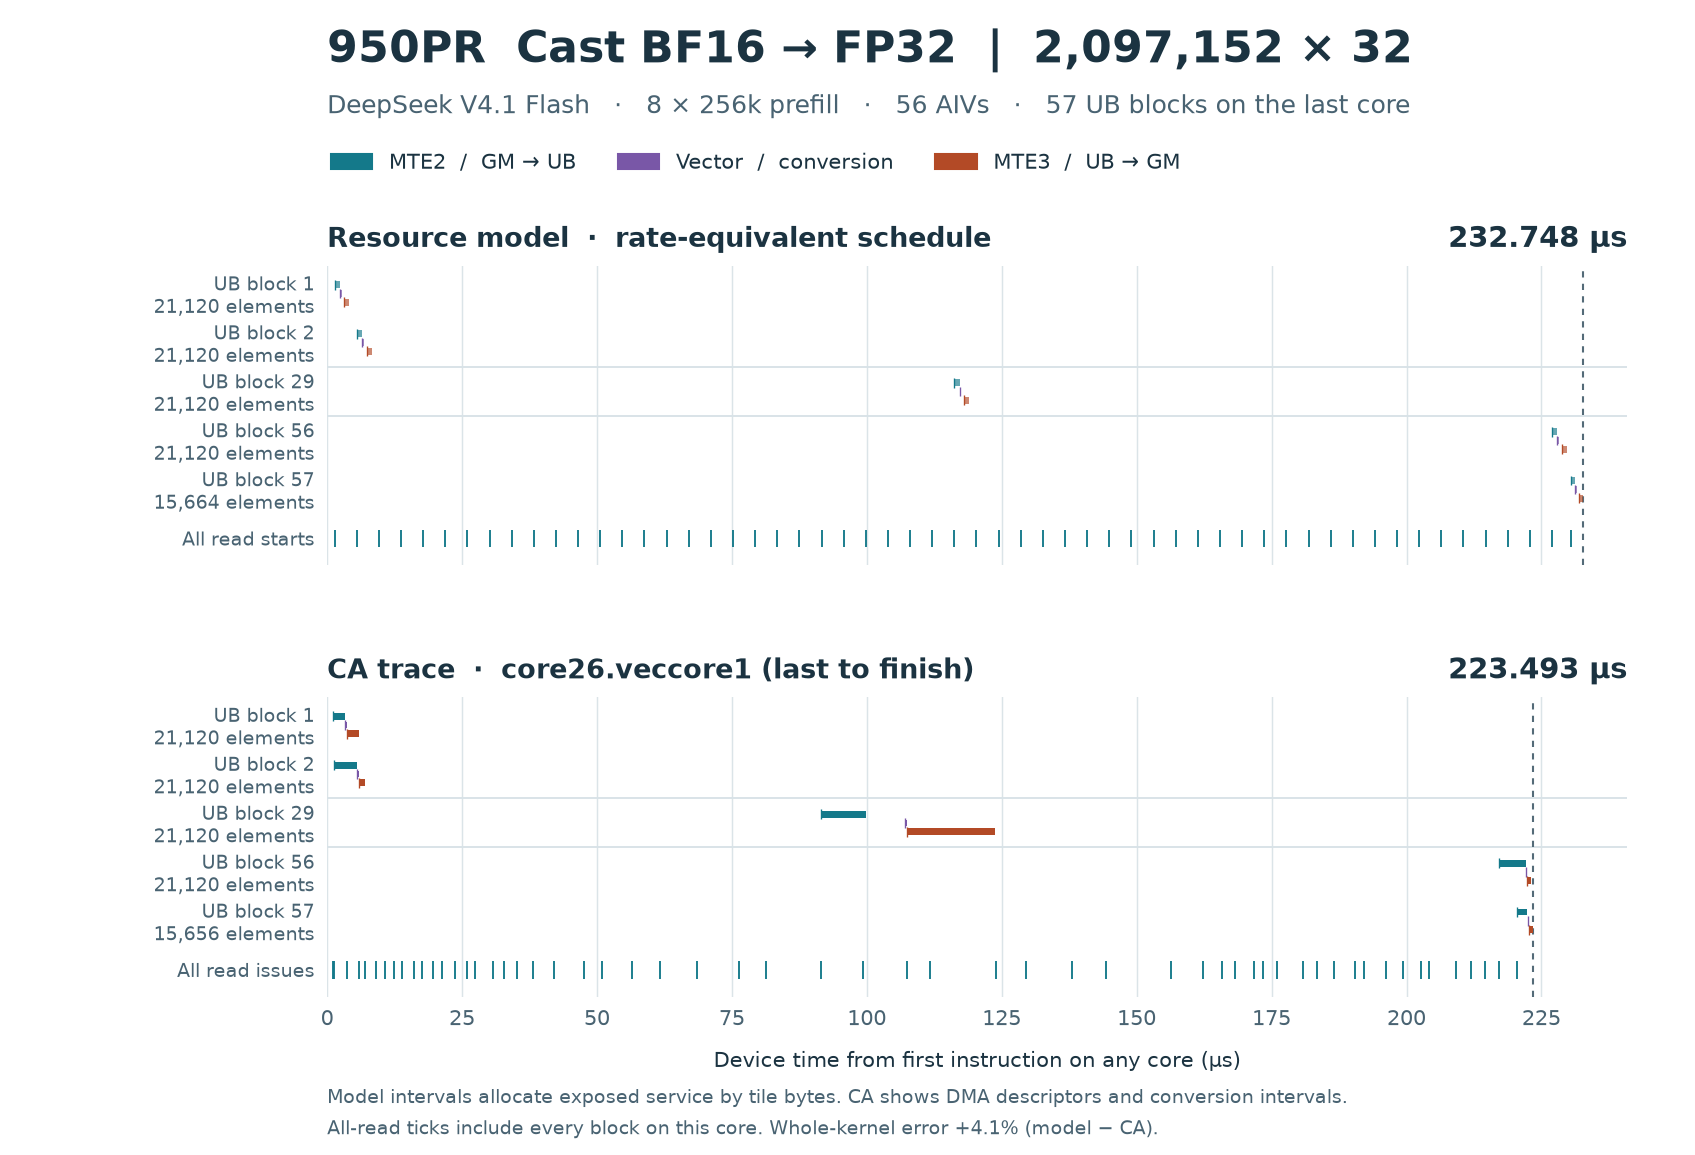 950PR  Cast BF16 → FP32  |  2,097,152 × 32
DeepSeek V4.1 Flash  ·  8 × 256k prefill  ·  56 AIVs  ·  57 UB blocks on the last core
MTE2 / GM → UB
Vector / conversion
MTE3 / UB → GM
Resource model · rate-equivalent schedule
232.748 µs
UB block 1
21,120 elements
UB block 2
21,120 elements
UB block 29
21,120 elements
UB block 56
21,120 elements
UB block 57
15,664 elements
All read starts
CA trace · core26.veccore1 (last to finish)
223.493 µs
UB block 1
21,120 elements
UB block 2
21,120 elements
UB block 29
21,120 elements
UB block 56
21,120 elements
UB block 57
15,656 elements
All read issues
0 25 50 75 100 125 150 175 200 225
Device time from first instruction on any core (µs)
Model intervals allocate exposed service by tile bytes. CA shows DMA descriptors and conversion intervals.
All-read ticks include every block on this core. Whole-kernel error +4.1% (model − CA).